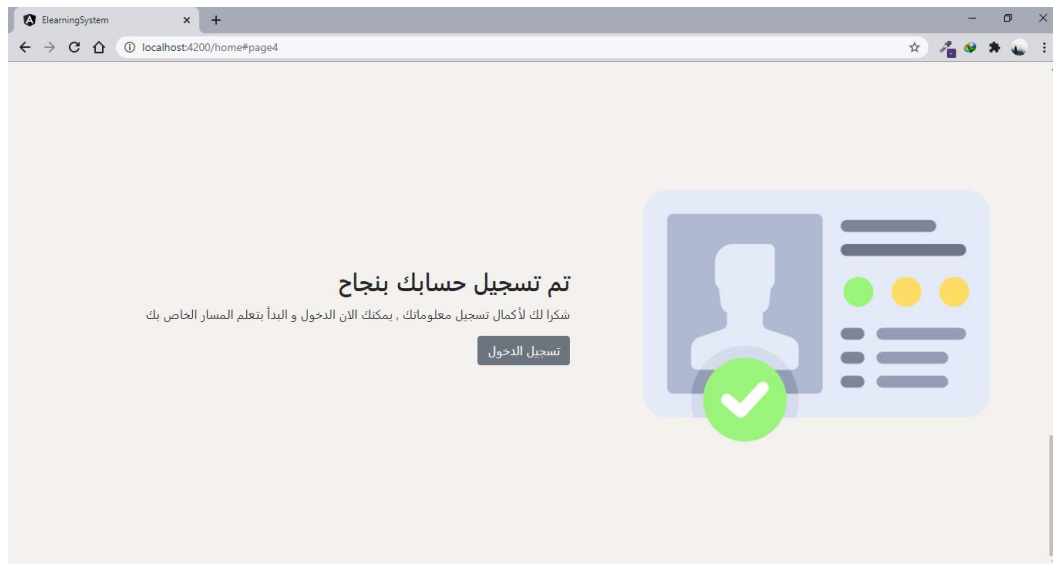 ElearningSystem
localhost:4200/home#page4
تم تسجيل حسابك بنجاح
شكرا لك لأكمال تسجيل معلوماتك , يمكنك الان الدخول و البدأ بتعلم المسار الخاص بك
تسجيل الدخول